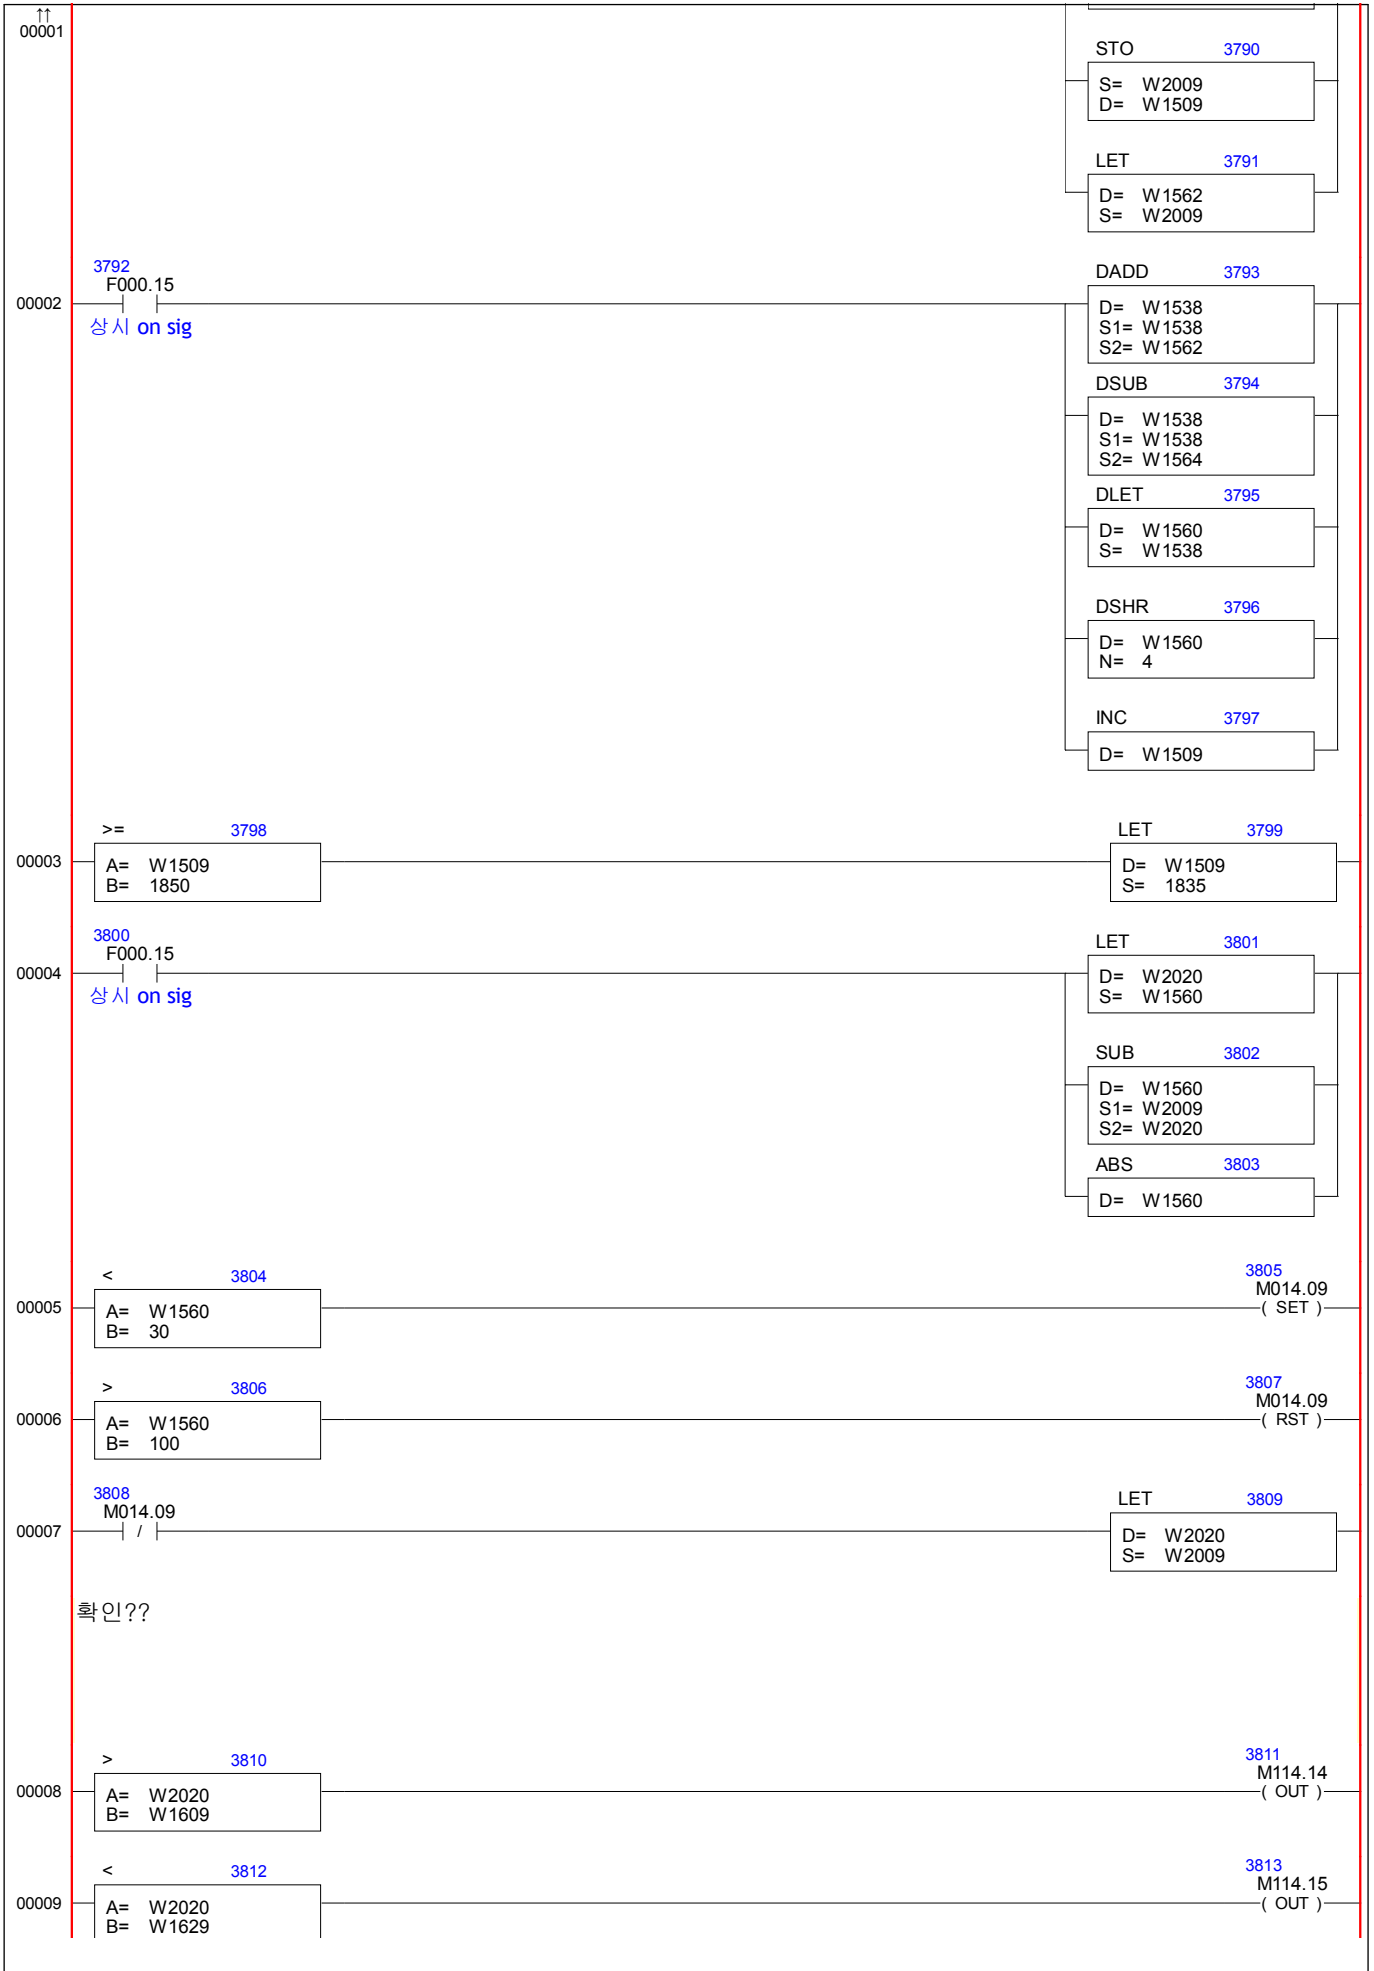 ↑↑
00001
STO 3790
S= W2009
D= W1509
LET 3791
D= W1562
S= W2009
3792
F000.15
00002
상시 on sig
DADD 3793
D= W1538
S1= W1538
S2= W1562
DSUB 3794
D= W1538
S1= W1538
S2= W1564
DLET 3795
D= W1560
S= W1538
DSHR 3796
D= W1560
N= 4
INC 3797
D= W1509
>= 3798
00003
A= W1509
B= 1850
LET 3799
D= W1509
S= 1835
3800
F000.15
00004
상시 on sig
LET 3801
D= W2020
S= W1560
SUB 3802
D= W1560
S1= W2009
S2= W2020
ABS 3803
D= W1560
< 3804
00005
A= W1560
B= 30
3805
M014.09
( SET )
> 3806
00006
A= W1560
B= 100
3807
M014.09
( RST )
3808
M014.09
00007
/
LET 3809
D= W2020
S= W2009
확인??
> 3810
00008
A= W2020
B= W1609
3811
M114.14
( OUT )
< 3812
00009
A= W2020
B= W1629
3813
M114.15
( OUT )